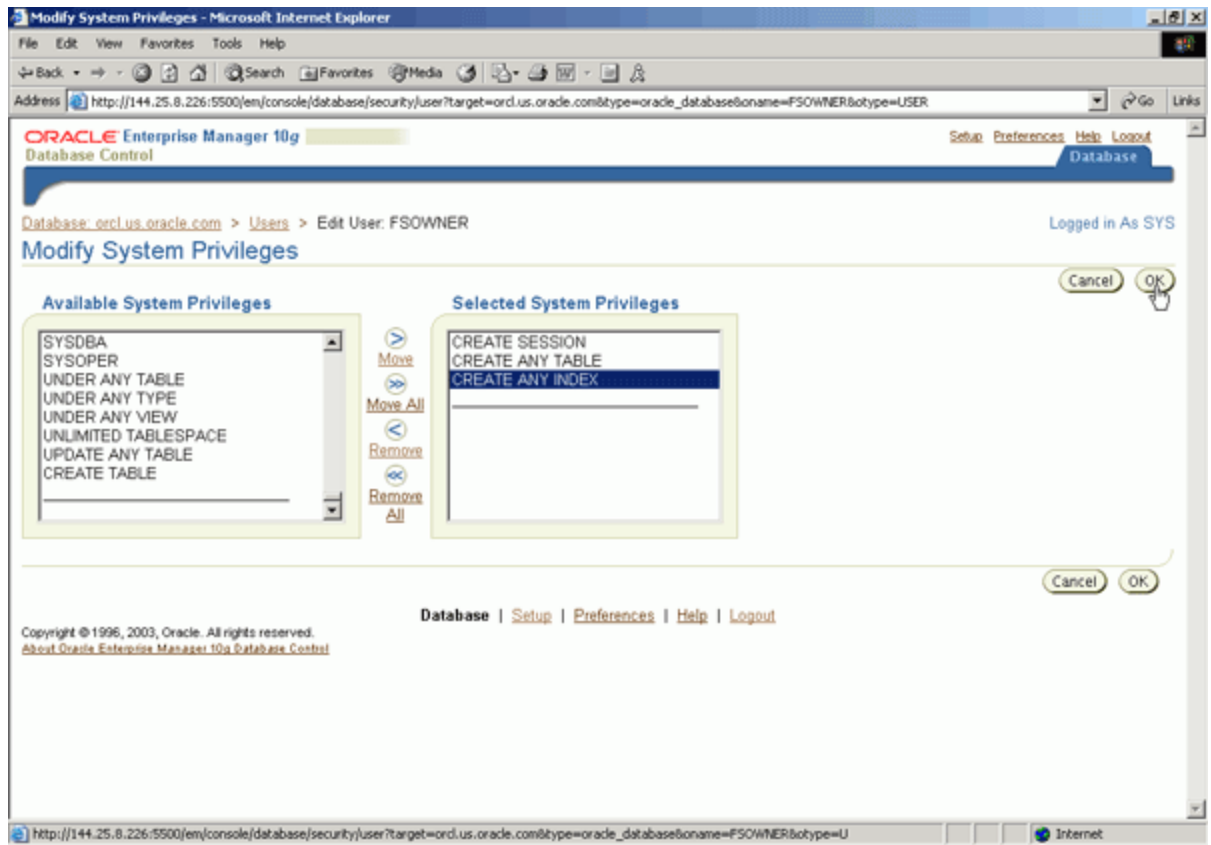 Modify System Privileges - Microsoft Internet Explorer
File Edit View Favorites Tools Help
Back Search Favorites Media
Address http://144.25.8.226:5500/em/console/database/security/user?target=orcl.us.oracle.com&type=oracle_database&oname=FSOWNER&otype=USER Go Links
ORACLE Enterprise Manager 10g
Database Control
Setup Preferences Help Logout
Database
Database: orcl.us.oracle.com > Users > Edit User: FSOWNER Logged in As SYS
Modify System Privileges
Cancel OK
Available System Privileges
SYSDBA
SYSOPER
UNDER ANY TABLE
UNDER ANY TYPE
UNDER ANY VIEW
UNLIMITED TABLESPACE
UPDATE ANY TABLE
CREATE TABLE
Move
Move All
Remove
Remove
All
Selected System Privileges
CREATE SESSION
CREATE ANY TABLE
CREATE ANY INDEX
Cancel OK
Database | Setup | Preferences | Help | Logout
Copyright © 1996, 2003, Oracle. All rights reserved.
About Oracle Enterprise Manager 10g Database Control
http://144.25.8.226:5500/em/console/database/security/user?target=orcl.us.oracle.com&type=oracle_database&oname=FSOWNER&otype=U Internet